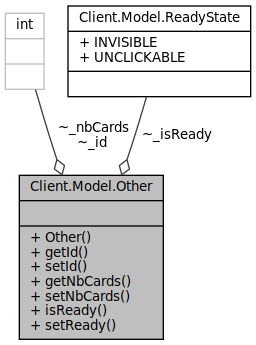 int
Client.Model.ReadyState
+ INVISIBLE
+ UNCLICKABLE
~_nbCards
~_id
~_isReady
Client.Model.Other
+ Other()
+ getId()
+ setId()
+ getNbCards()
+ setNbCards()
+ isReady()
+ setReady()